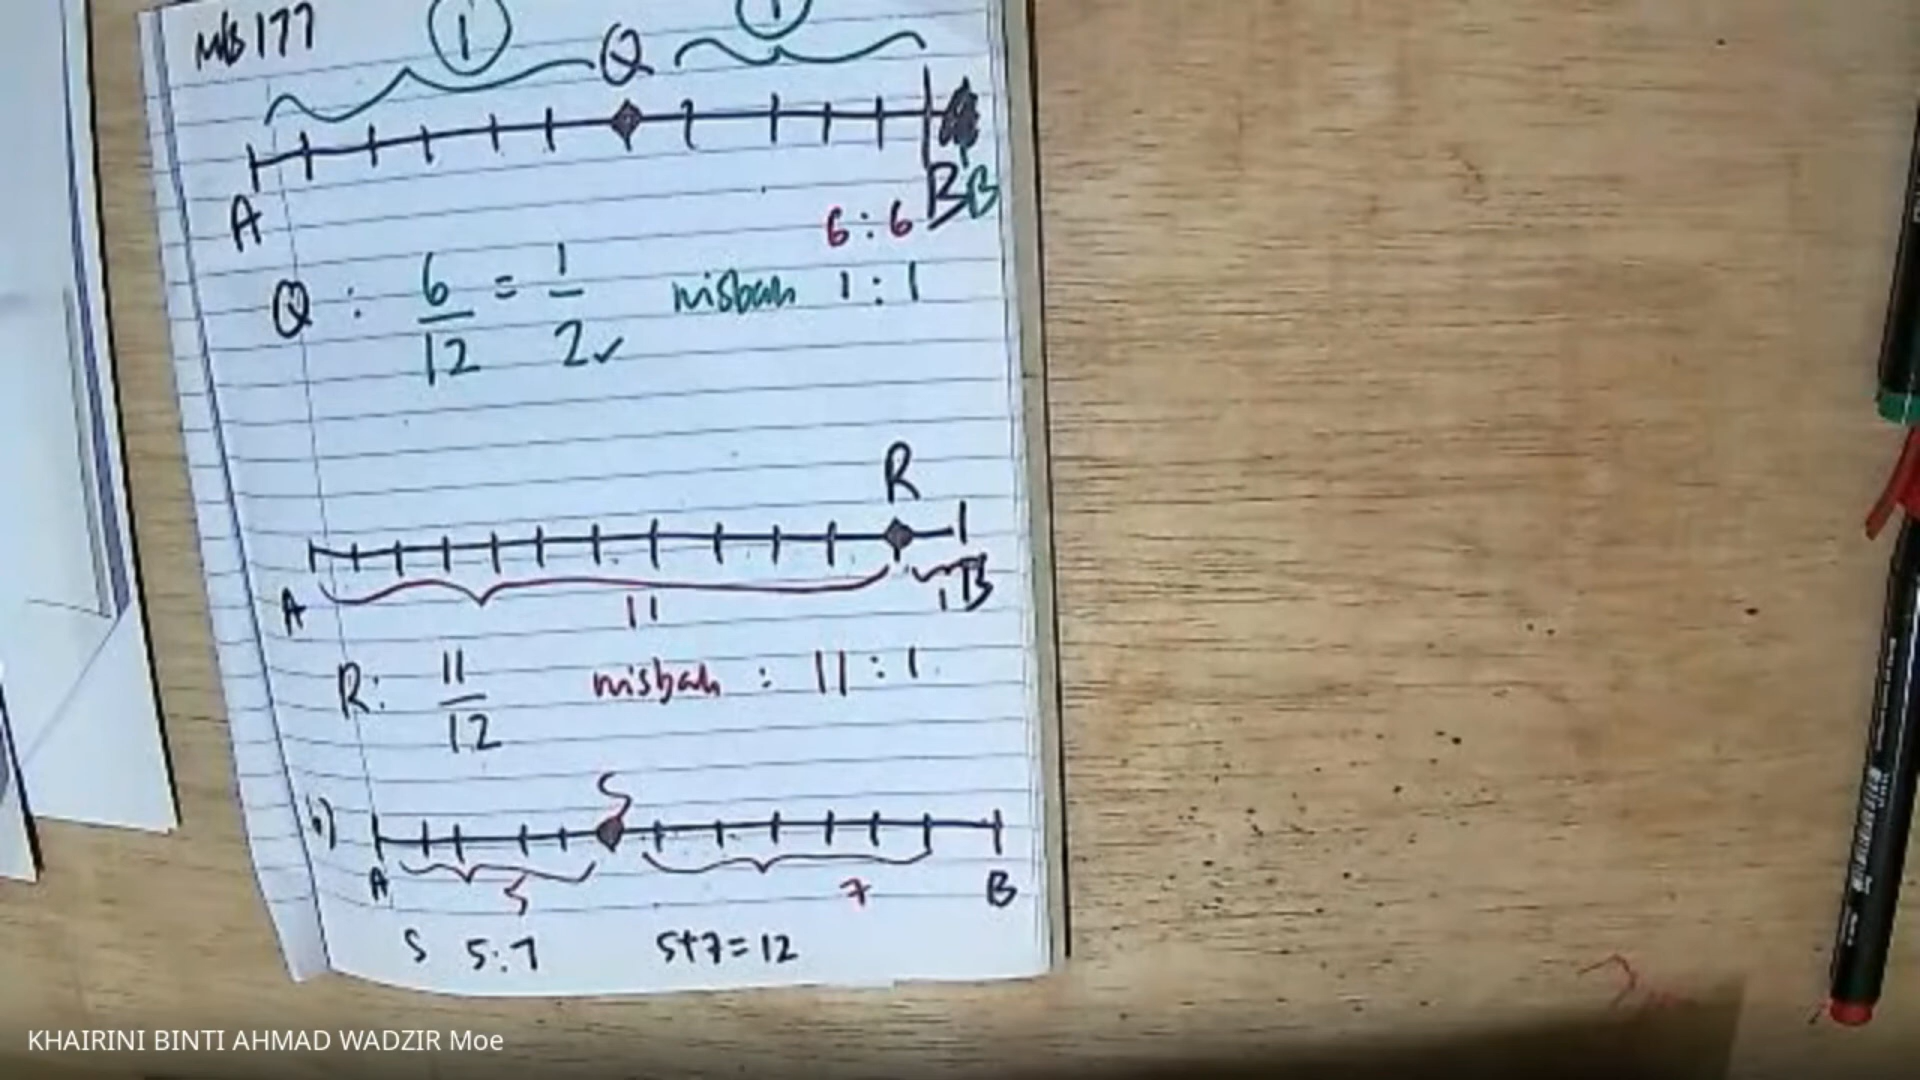 M/S 177
1 1
Q
A B B
6 : 6
Q : 6/12 = 1/2 ✓ nisbah 1 : 1
R
A B
11 1
R: 11/12 nisbah : 11 : 1
b) S
A B
5 7
S 5:7 5+7=12
KHAIRINI BINTI AHMAD WADZIR Moe